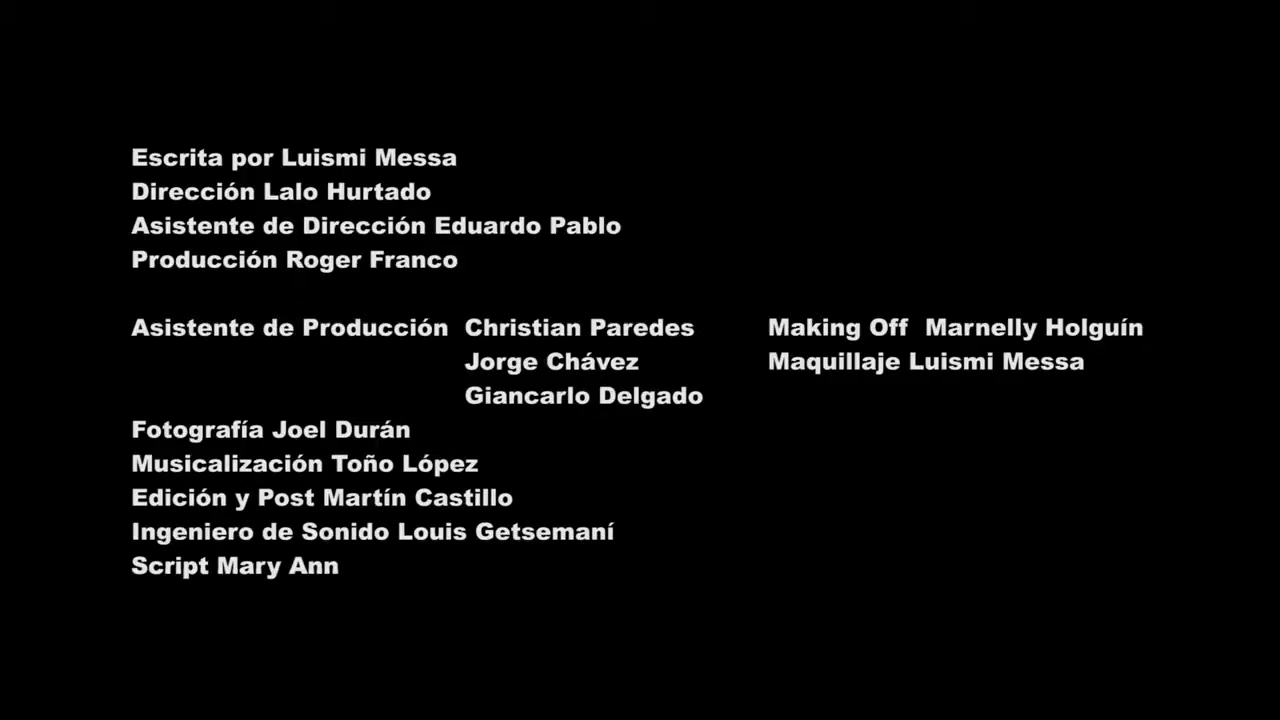 Escrita por Luismi Messa
Dirección Lalo Hurtado
Asistente de Dirección Eduardo Pablo
Producción Roger Franco
Asistente de Producción Christian Paredes
Jorge Chávez
Giancarlo Delgado
Making Off Marnelly Holguín
Maquillaje Luismi Messa
Fotografía Joel Durán
Musicalización Toño López
Edición y Post Martín Castillo
Ingeniero de Sonido Louis Getsemaní
Script Mary Ann